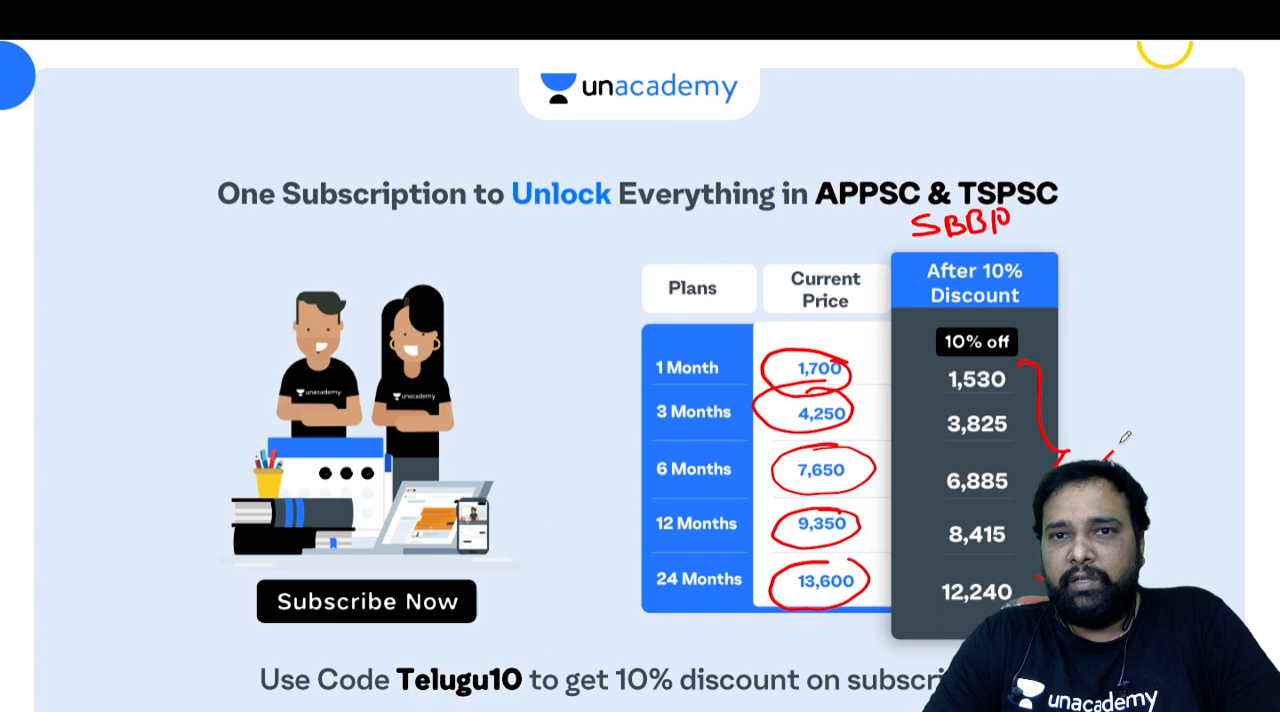 unacademy
One Subscription to Unlock Everything in APPSC & TSPSC
SBB10
Plans
Current Price
After 10% Discount
10% off
1 Month 1,700 1,530
3 Months 4,250 3,825
6 Months 7,650 6,885
12 Months 9,350 8,415
24 Months 13,600 12,240
unacademy
unacademy
Subscribe Now
Use Code Telugu10 to get 10% discount on
unacademy